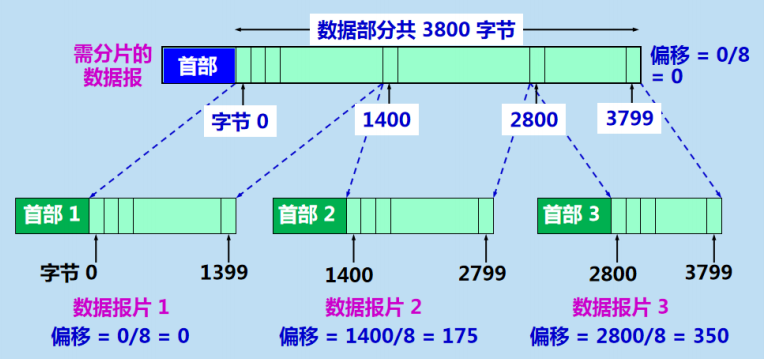 数据部分共 3800 字节
需分片的
数据报
首部
偏移 = 0/8
= 0
字节 0
1400
2800
3799
首部 1
首部 2
首部 3
字节 0
1399
1400
2799
2800
3799
数据报片 1
数据报片 2
数据报片 3
偏移 = 0/8 = 0
偏移 = 1400/8 = 175
偏移 = 2800/8 = 350